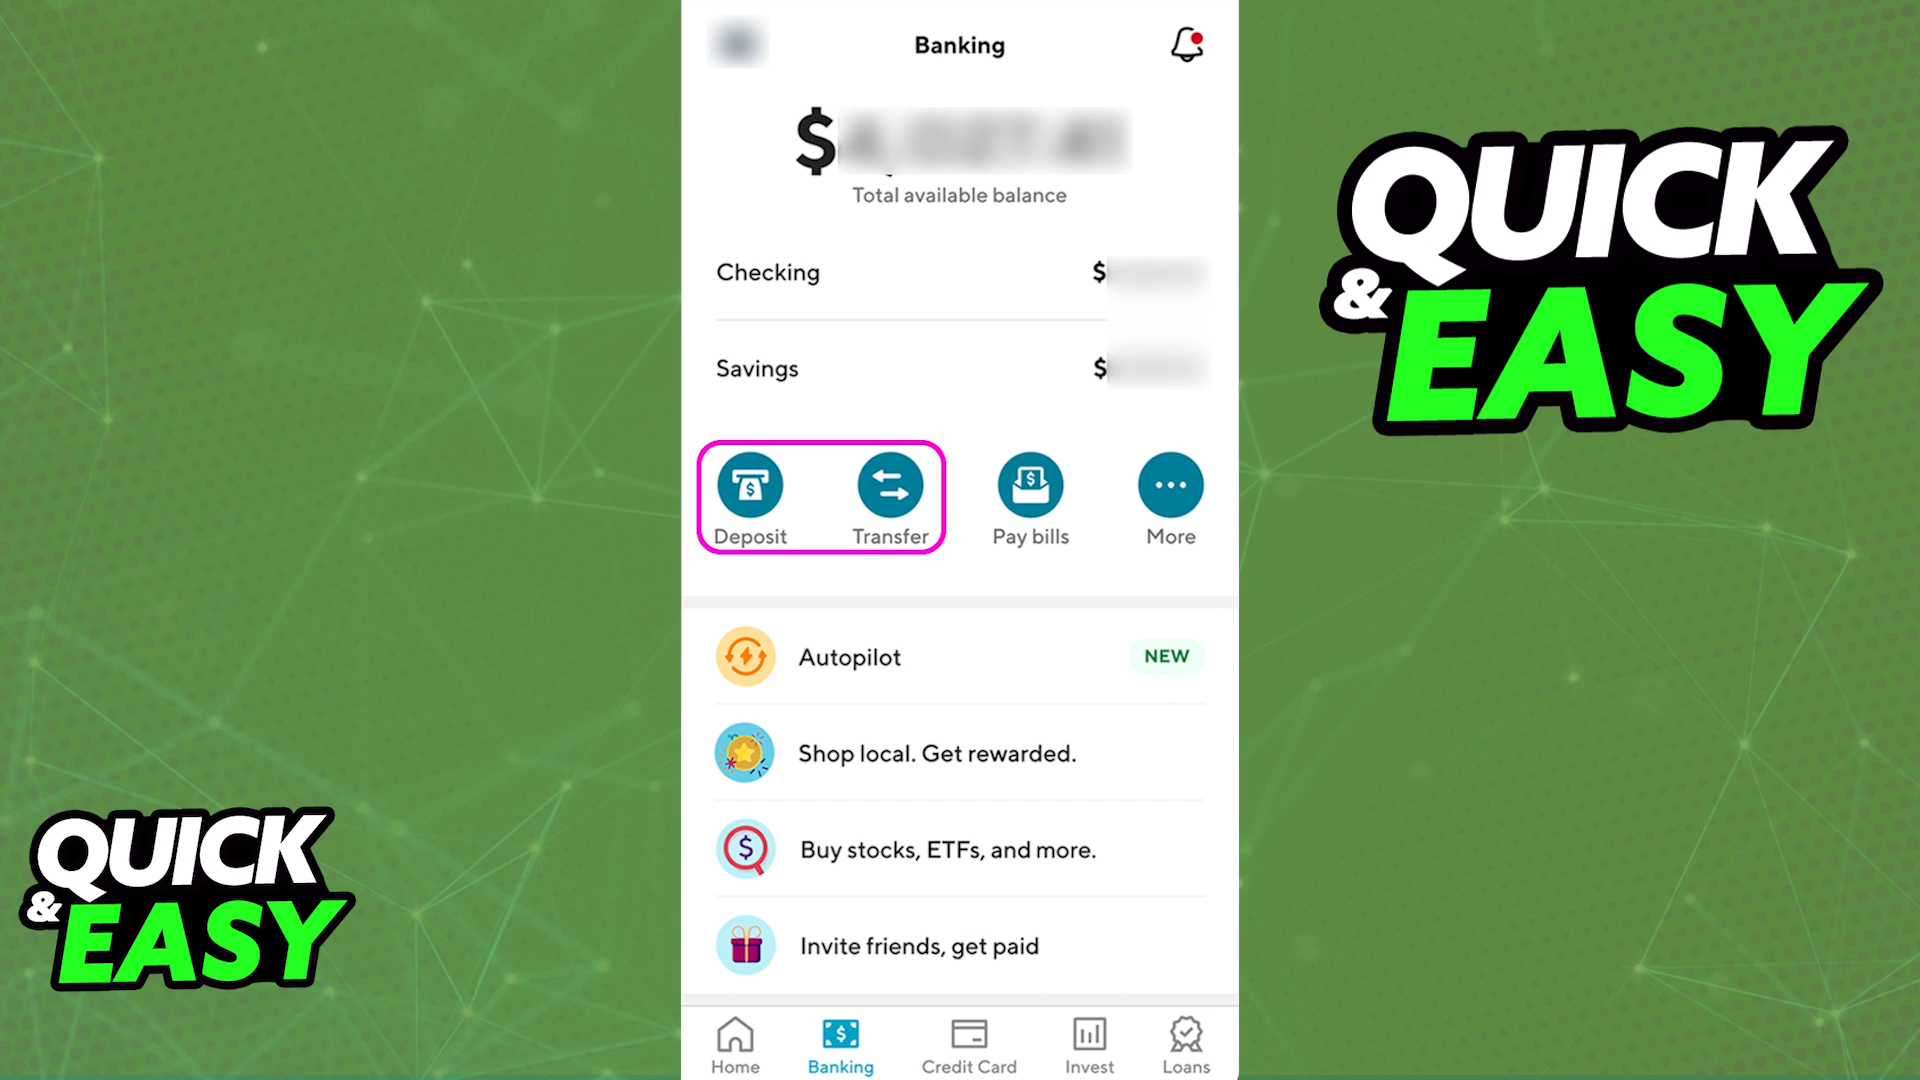 Banking
$
Total available balance
Checking $
Savings $
Deposit Transfer Pay bills More
Autopilot NEW
Shop local. Get rewarded.
Buy stocks, ETFs, and more.
Invite friends, get paid
Home Banking Credit Card Invest Loans
QUICK
& EASY
QUICK
& EASY